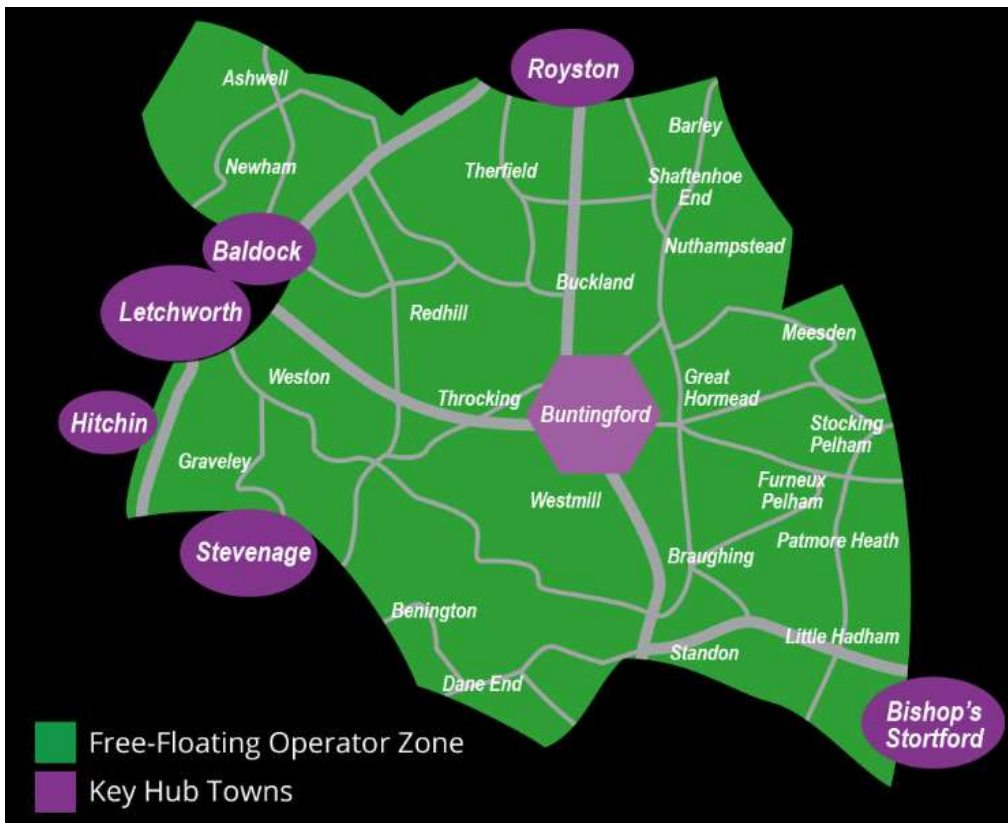 Royston
Ashwell
Barley
Newham
Therfield
Shaftenhoe
End
Baldock
Nuthampstead
Letchworth
Buckland
Redhill
Meesden
Weston
Great
Hormead
Throcking
Buntingford
Hitchin
Stocking
Pelham
Graveley
Furneux
Pelham
Westmill
Stevenage
Patmore Heath
Braughing
Benington
Little Hadham
Standon
Dane End
Bishop's
Stortford
Free-Floating Operator Zone
Key Hub Towns